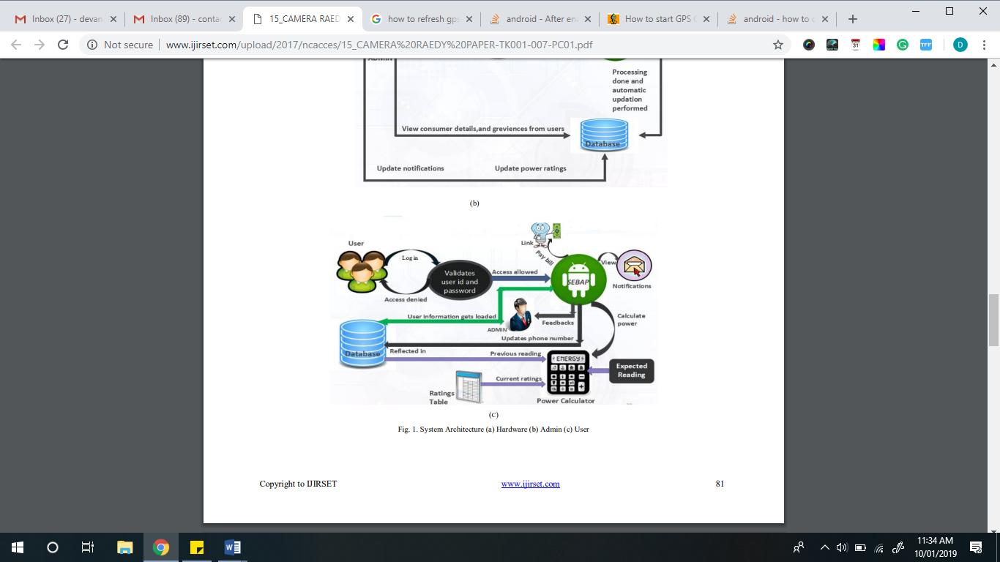 Inbox (27) - devan
Inbox (89) - contac
15_CAMERA RAED
how to refresh gps
android - After en
How to start GPS
android - how to
Not secure
www.ijirset.com/upload/2017/ncacces/15_CAMERA%20RAEDY%20PAPER-TK001-007-PC01.pdf
31
TFF
D
ADMIN
Processing
done and
automatic
updation
performed
View consumer details,and greviences from users
Database
Update notifications
Update power ratings
(b)
User
Link
Log in
Pay bill
View
Validates
user id and
password
Access allowed
SEBAP
Notifications
Access denied
User information gets loaded
ADMIN
Feedbacks
Calculate
power
Updates phone number
Database
Reflected in
Previous reading
ENERGY
Expected
Reading
Current ratings
Ratings
Table
Power Calculator
(C)
Fig. 1. System Architecture (a) Hardware (b) Admin (c) User
Copyright to IJIRSET
www.ijirset.com
81
11:34 AM
10/01/2019